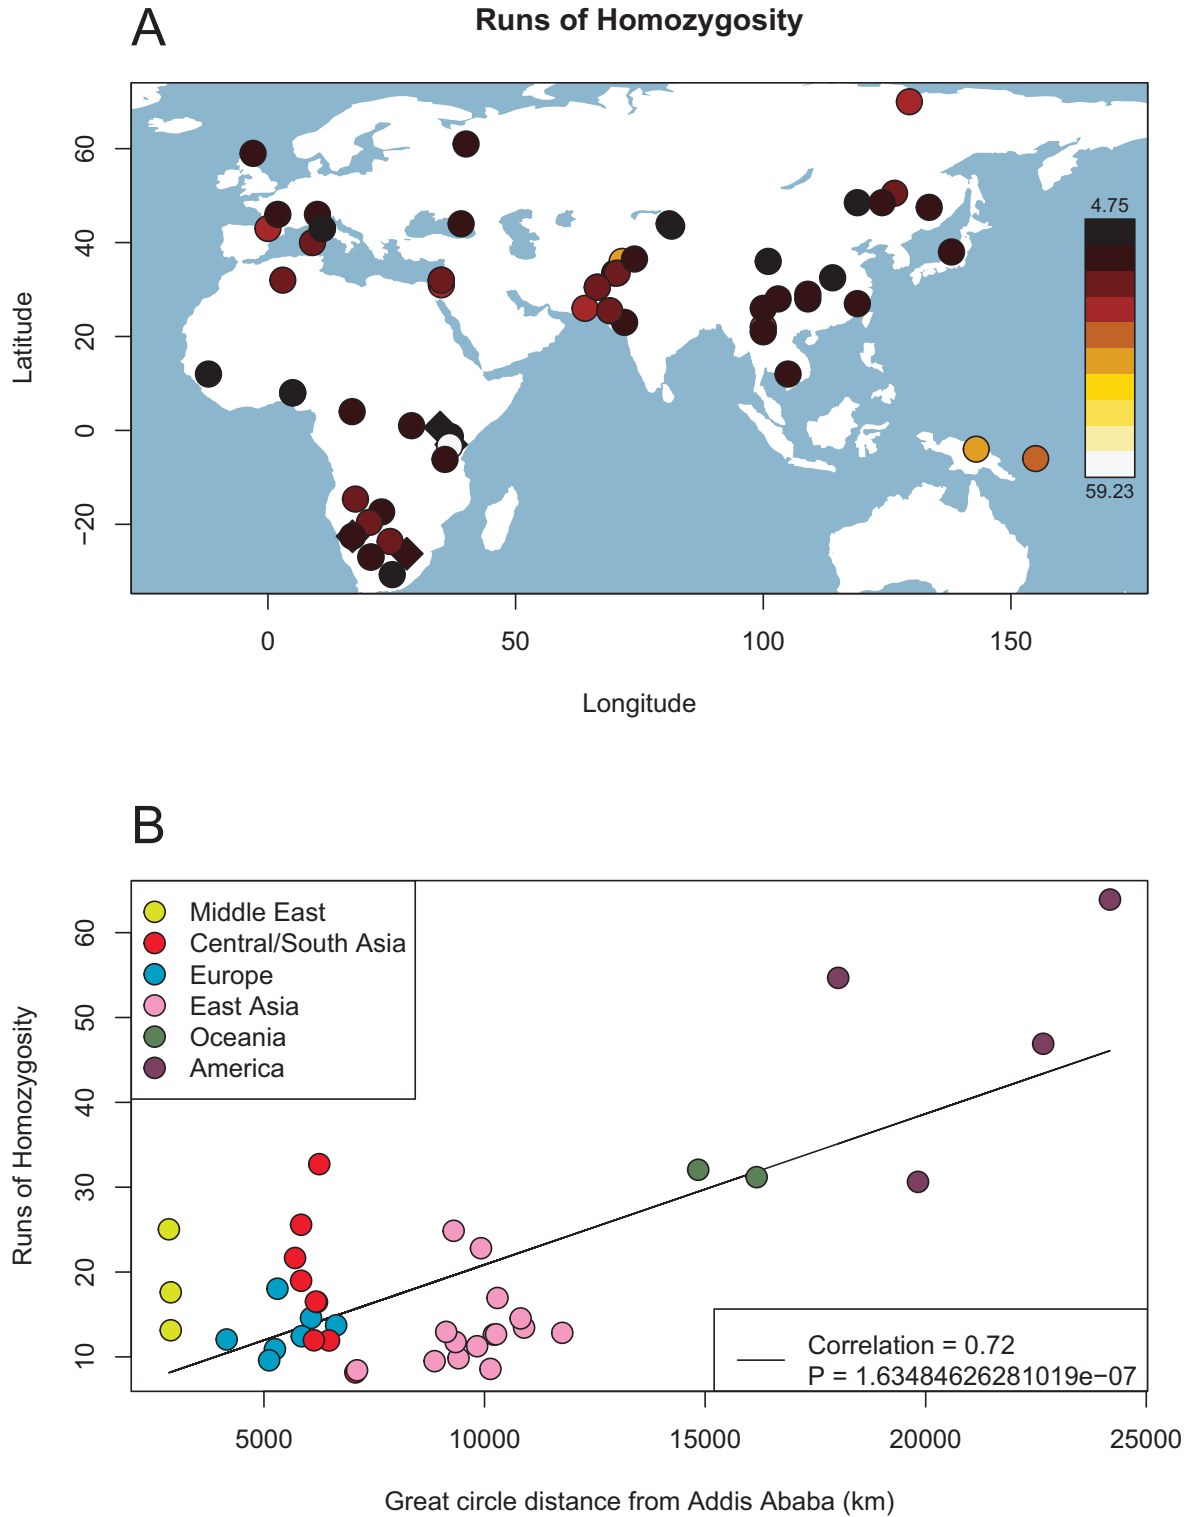 A
Runs of Homozygosity
Latitude
60
40
20
0
−20
4.75
59.23
0
50
100
150
Longitude
B
Middle East
Central/South Asia
Europe
East Asia
Oceania
America
Runs of Homozygosity
60
50
40
30
20
10
Correlation = 0.72
P = 1.63484626281019e−07
5000
10000
15000
20000
25000
Great circle distance from Addis Ababa (km)